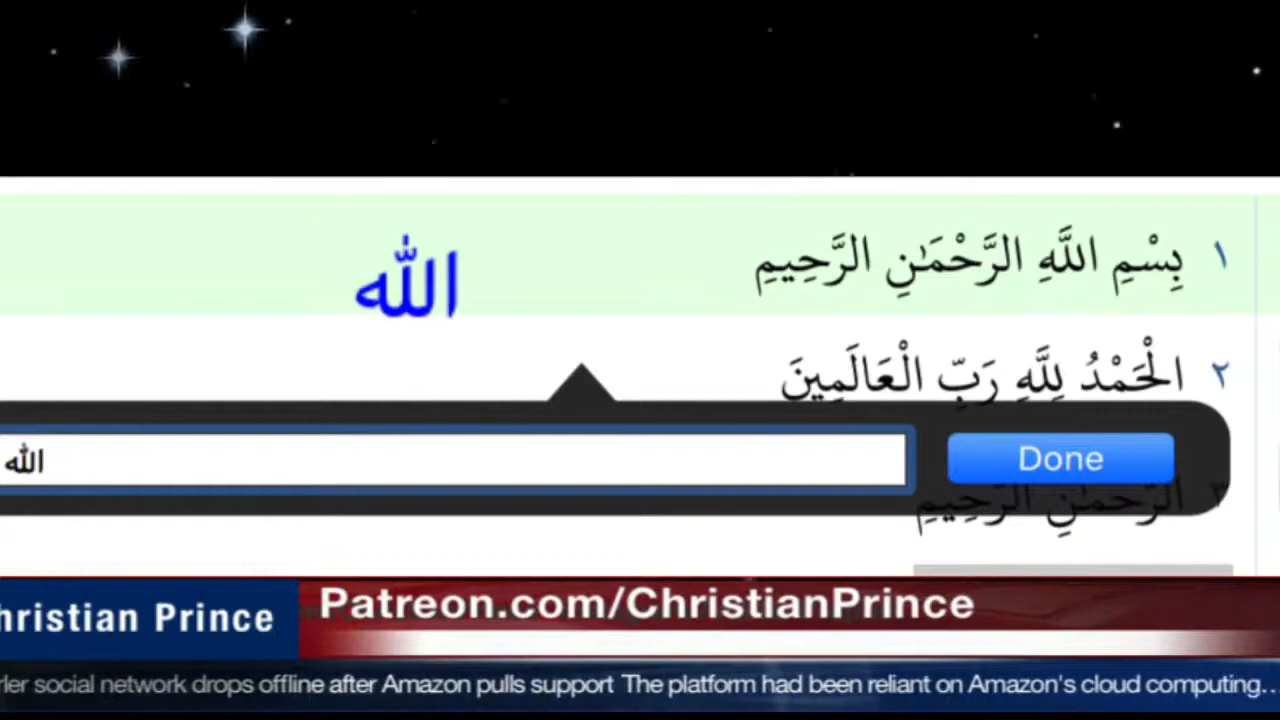 بِسْمِ اللَّهِ الرَّحْمَٰنِ الرَّحِيمِ ١
الله
الْحَمْدُ لِلَّهِ رَبِّ الْعَالَمِينَ ٢
الله
Done
الرَّحْمَٰنِ الرَّحِيمِ ٣
hristian Prince
Patreon.com/ChristianPrince
rler social network drops offline after Amazon pulls support The platform had been reliant on Amazon's cloud computing...